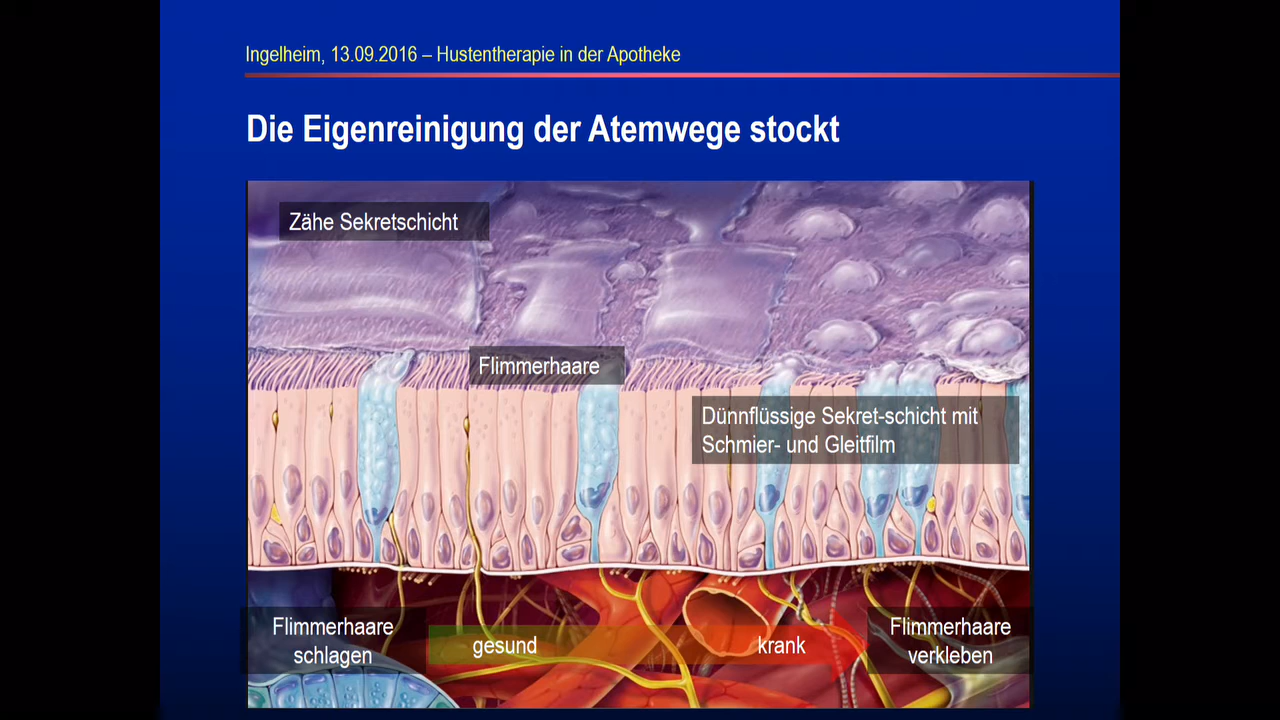 Ingelheim, 13.09.2016 – Hustentherapie in der Apotheke
Die Eigenreinigung der Atemwege stockt
Zähe Sekretschicht
Flimmerhaare
Dünnflüssige Sekret-schicht mit
Schmier- und Gleitfilm
Flimmerhaare
schlagen
gesund
krank
Flimmerhaare
verkleben